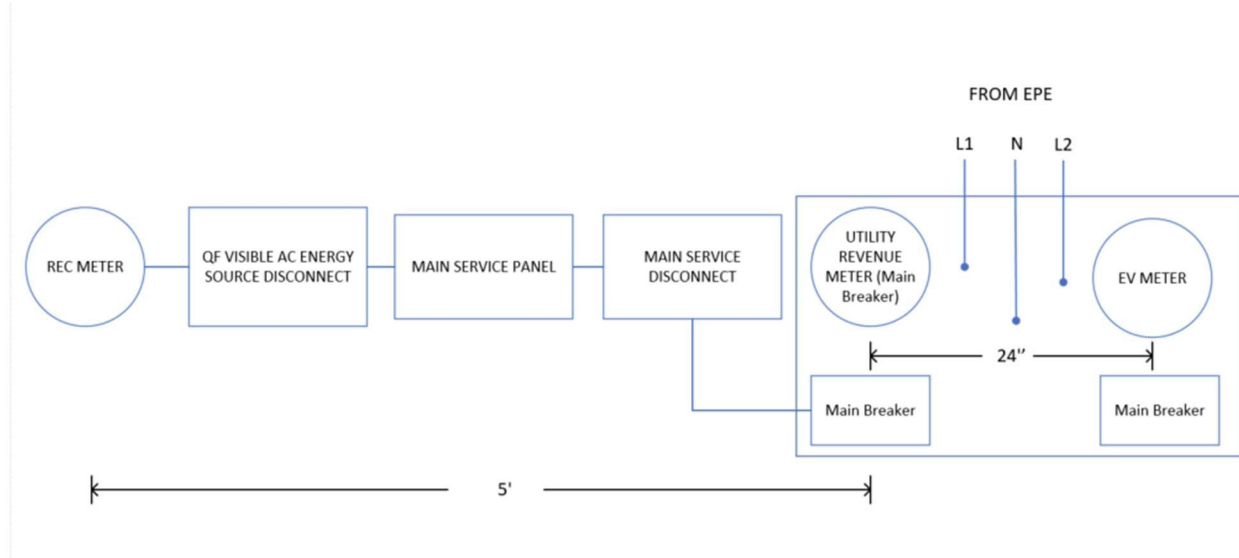 FROM EPE
L1 N L2
REC METER
QF VISIBLE AC ENERGY
SOURCE DISCONNECT
MAIN SERVICE PANEL
MAIN SERVICE
DISCONNECT
UTILITY
REVENUE
METER (Main
Breaker)
EV METER
24''
Main Breaker
Main Breaker
5'